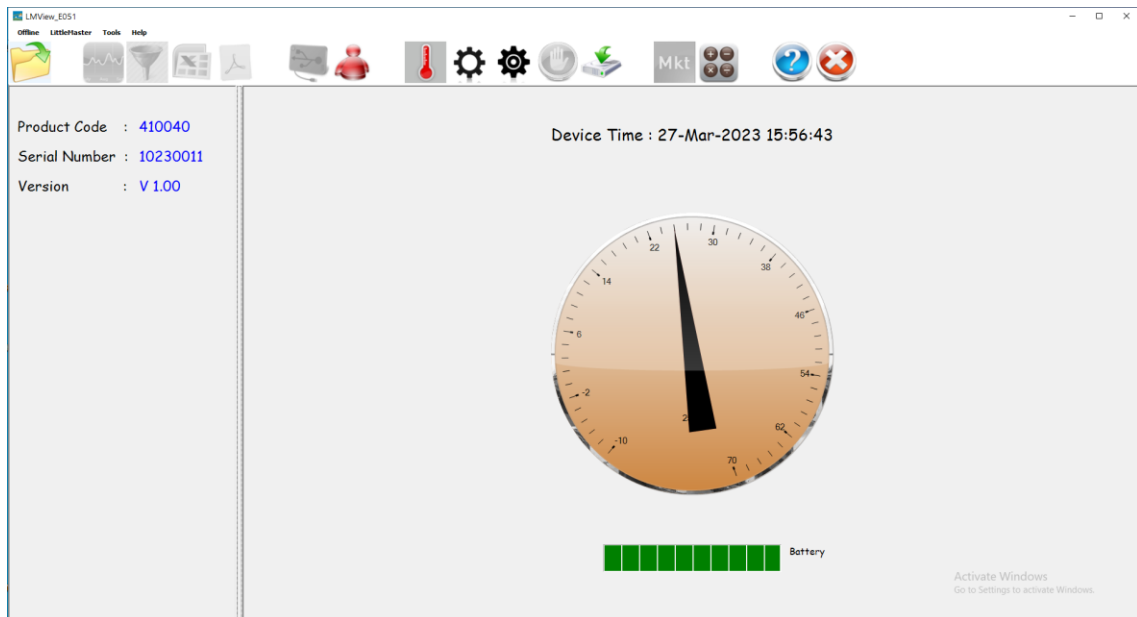 LMView_E051
Offline LittleMaster Tools Help
Mkt
Product Code : 410040
Serial Number : 10230011
Version : V 1.00
Device Time : 27-Mar-2023 15:56:43
22
30
14
38
6
46
-2
54
-10
62
70
Battery
Activate Windows
Go to Settings to activate Windows.